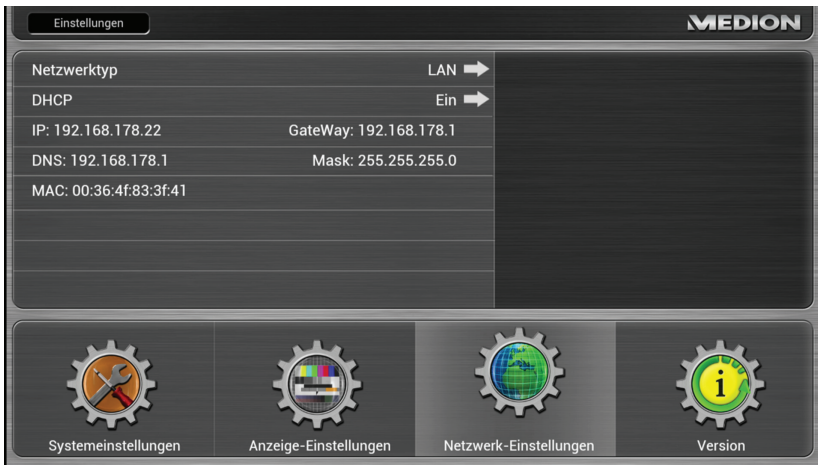 Einstellungen
MEDION
Netzwerktyp LAN
DHCP Ein
IP: 192.168.178.22 GateWay: 192.168.178.1
DNS: 192.168.178.1 Mask: 255.255.255.0
MAC: 00:36:4f:83:3f:41
i
Systemeinstellungen Anzeige-Einstellungen Netzwerk-Einstellungen Version